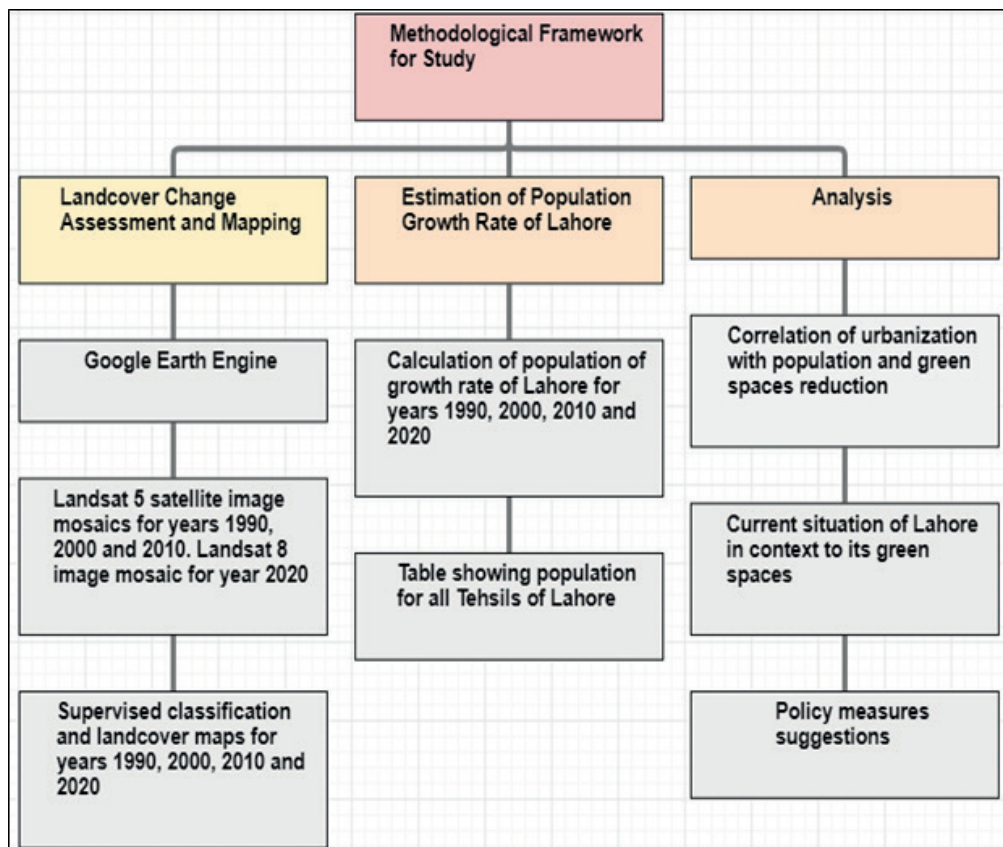 Methodological Framework
for Study
Landcover Change
Assessment and Mapping
Google Earth Engine
Landsat 5 satellite image
mosaics for years 1990,
2000 and 2010. Landsat 8
image mosaic for year 2020
Supervised classification
and landcover maps for
years 1990, 2000, 2010 and
2020
Estimation of Population
Growth Rate of Lahore
Calculation of population of
growth rate of Lahore for
years 1990, 2000, 2010 and
2020
Table showing population
for all Tehsils of Lahore
Analysis
Correlation of urbanization
with population and green
spaces reduction
Current situation of Lahore
in context to its green
spaces
Policy measures
suggestions